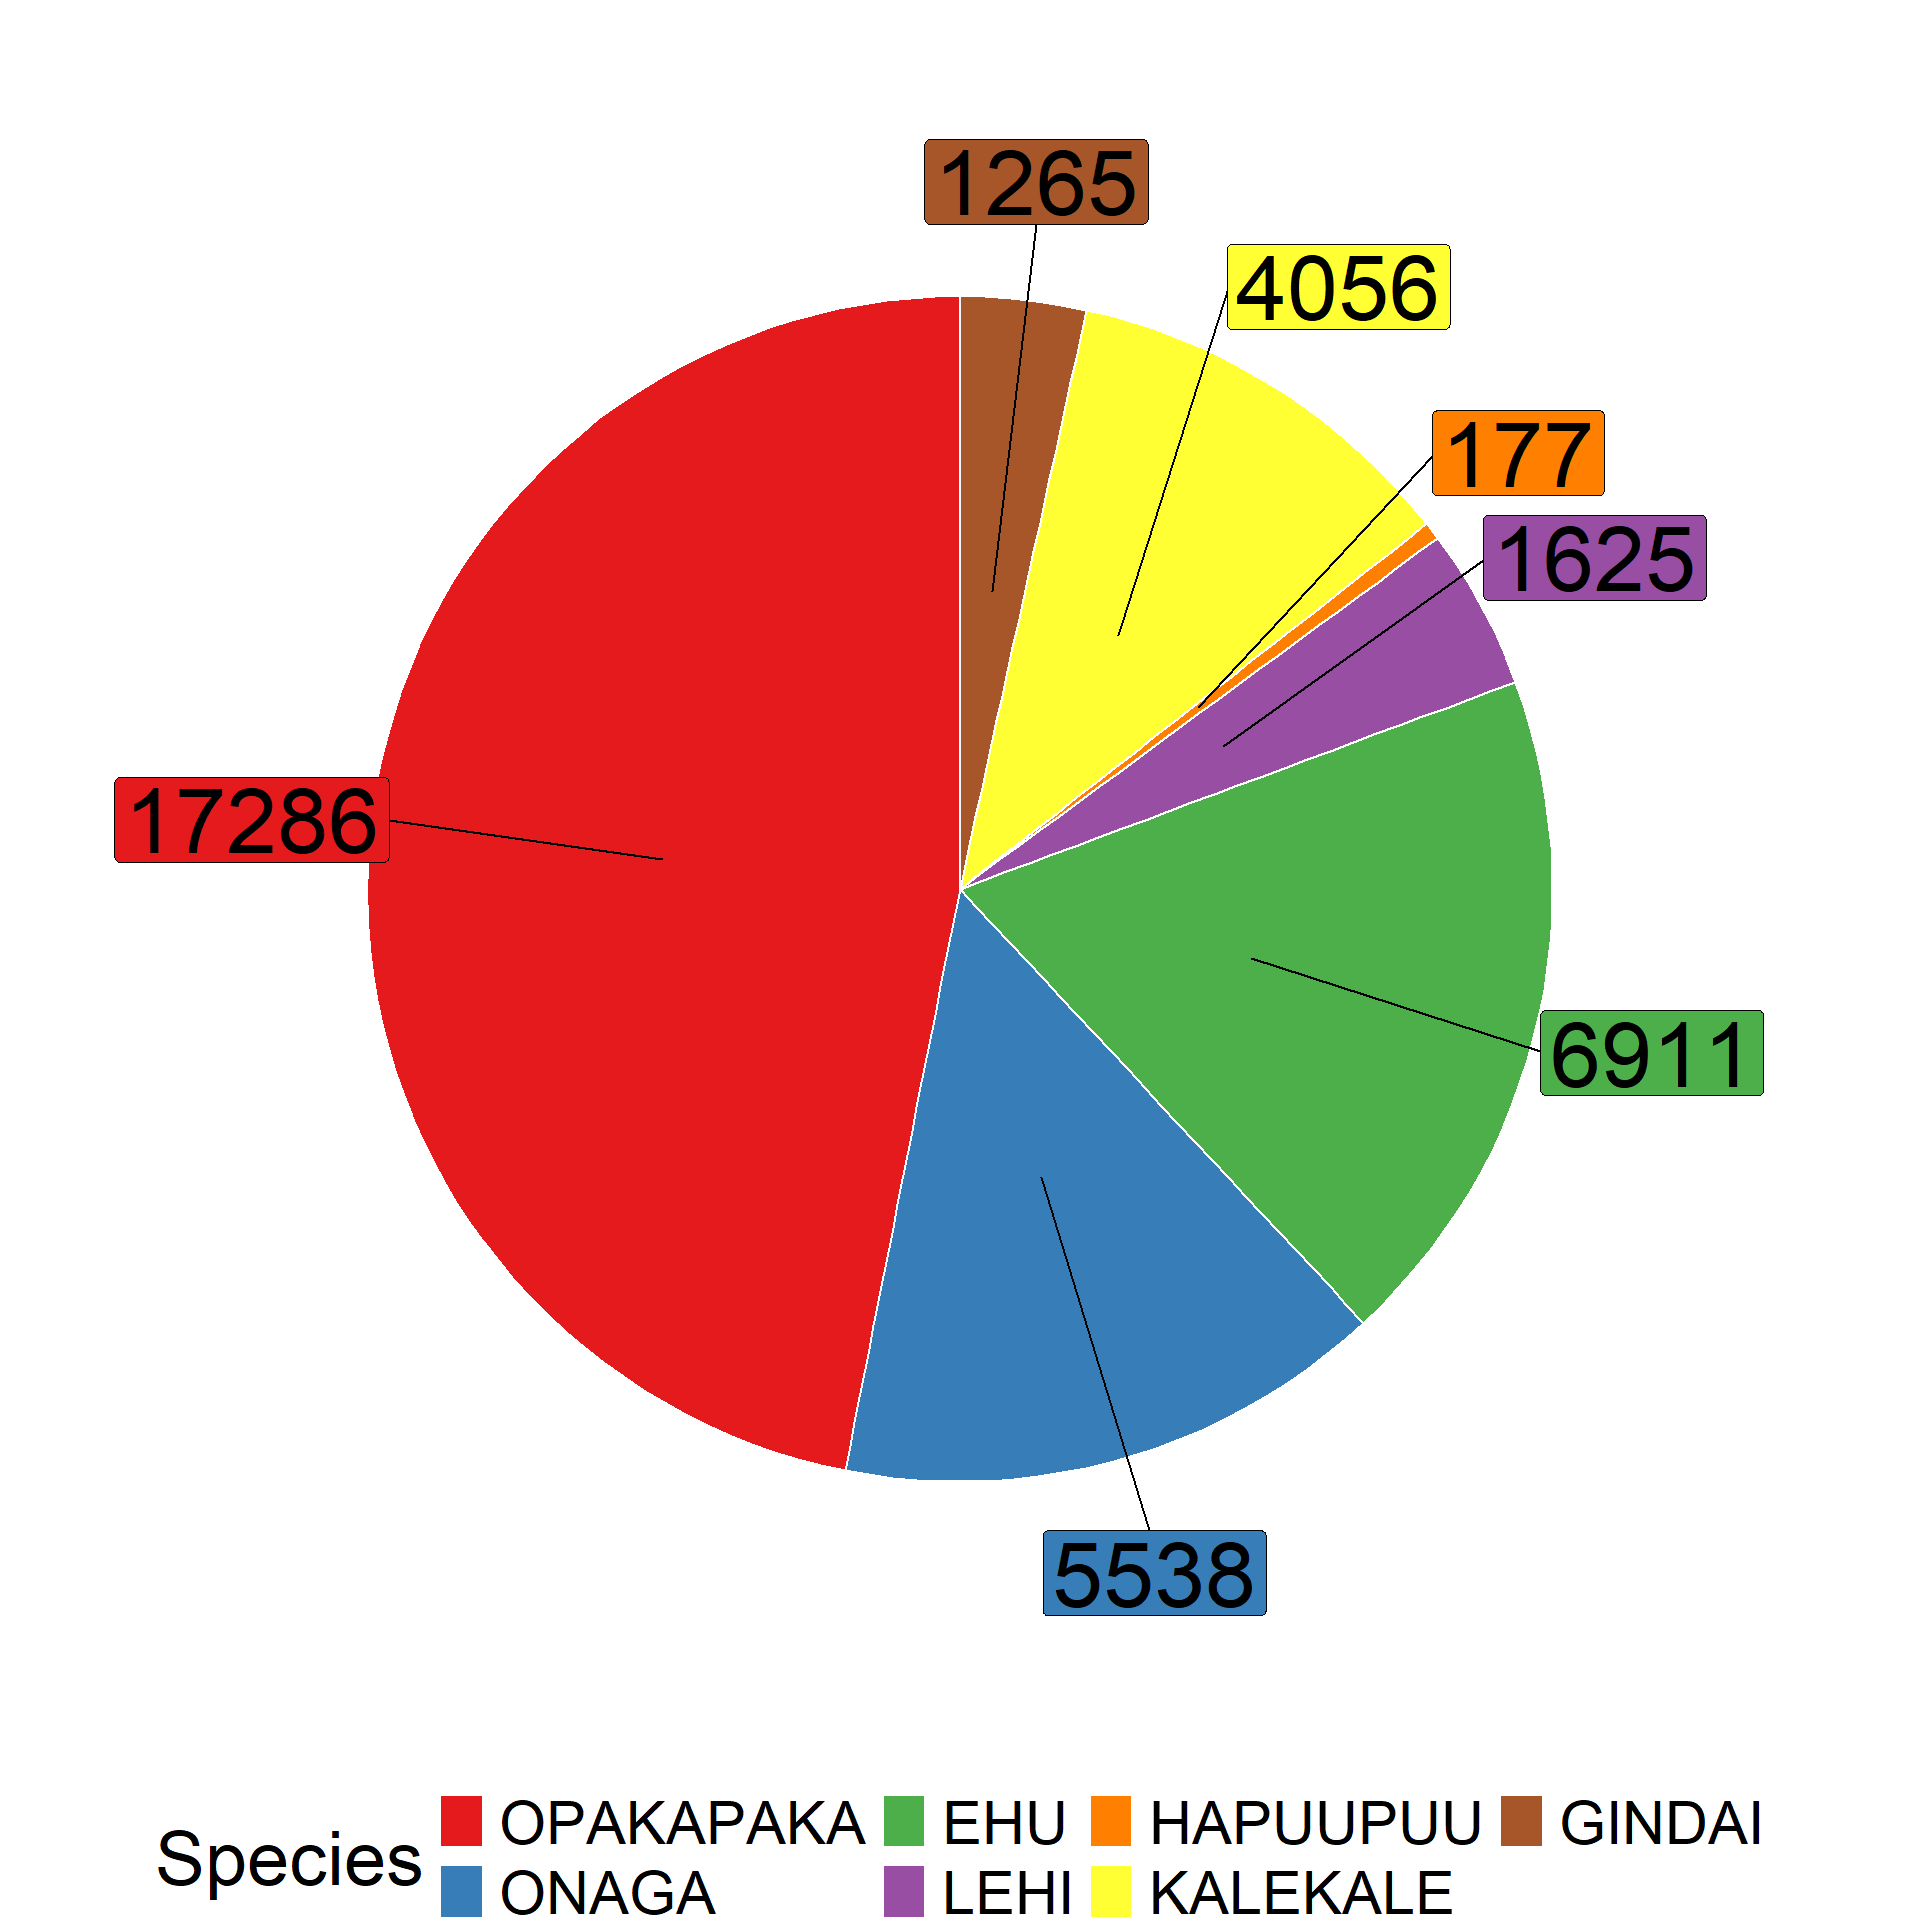 1265
4056
177
1625
17286
6911
5538
Species
OPAKAPAKA EHU HAPUUPUU GINDAI
ONAGA LEHI KALEKALE